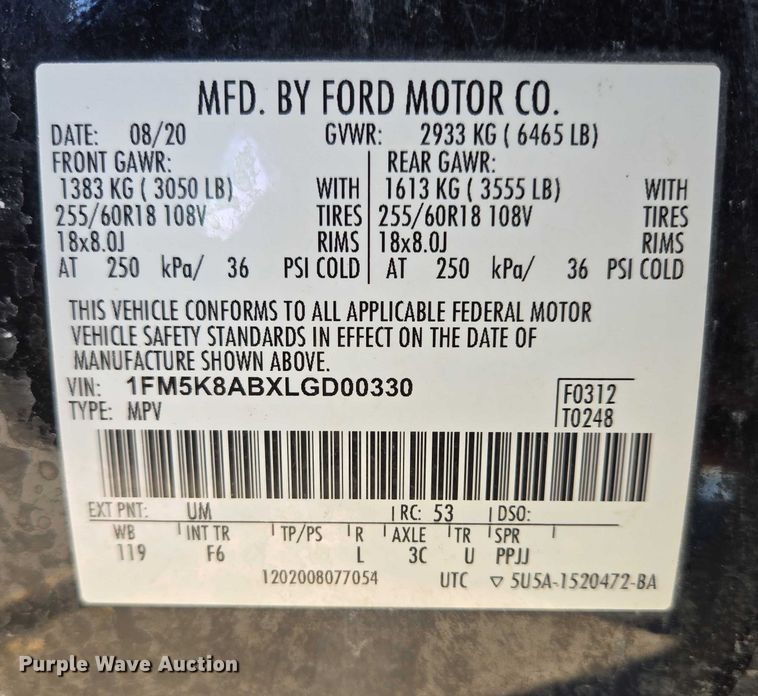 MFD. BY FORD MOTOR CO.
DATE: 08/20 GVWR: 2933 KG ( 6465 LB)
FRONT GAWR: REAR GAWR:
1383 KG ( 3050 LB) WITH 1613 KG ( 3555 LB) WITH
255/60R18 108V TIRES 255/60R18 108V TIRES
18x8.0J RIMS 18x8.0J RIMS
AT 250 kPa/ 36 PSI COLD AT 250 kPa/ 36 PSI COLD
THIS VEHICLE CONFORMS TO ALL APPLICABLE FEDERAL MOTOR
VEHICLE SAFETY STANDARDS IN EFFECT ON THE DATE OF
MANUFACTURE SHOWN ABOVE.
VIN: 1FM5K8ABXLGD00330 F0312
TYPE: MPV T0248
EXT PNT: UM RC: 53 DSO:
WB INT TR TP/PS R AXLE TR SPR
119 F6 L 3C U PPJJ
1202008077054 UTC ▽ 5U5A-1520472-BA
Purple Wave Auction